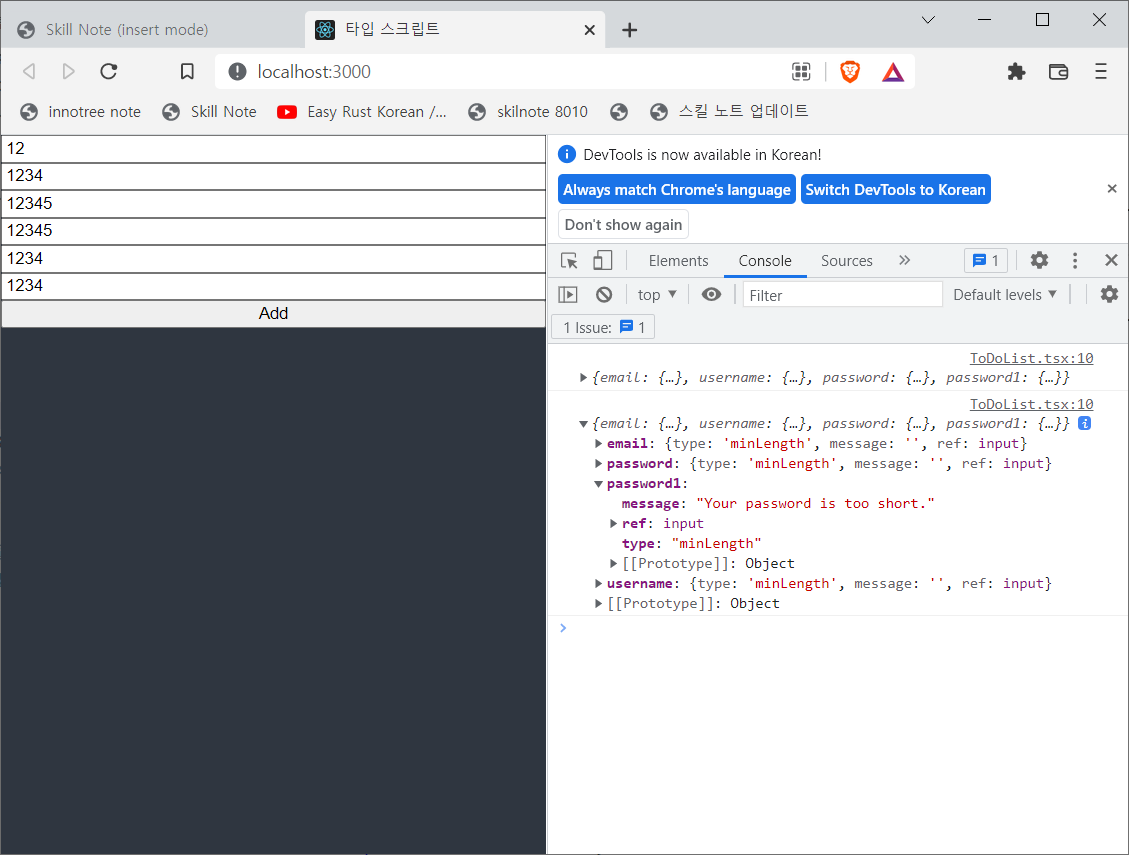 Skill Note (insert mode)
타입 스크립트
localhost:3000
innotree note
Skill Note
Easy Rust Korean /...
skilnote 8010
스킬 노트 업데이트
12
1234
12345
12345
1234
1234
Add
DevTools is now available in Korean!
Always match Chrome's language
Switch DevTools to Korean
Don't show again
Elements
Console
Sources
1
top
Filter
Default levels
1 Issue:
1
ToDoList.tsx:10
{email: {…}, username: {…}, password: {…}, password1: {…}}
ToDoList.tsx:10
{email: {…}, username: {…}, password: {…}, password1: {…}}
email: {type: 'minLength', message: '', ref: input}
password: {type: 'minLength', message: '', ref: input}
password1:
message: "Your password is too short."
ref: input
type: "minLength"
[[Prototype]]: Object
username: {type: 'minLength', message: '', ref: input}
[[Prototype]]: Object